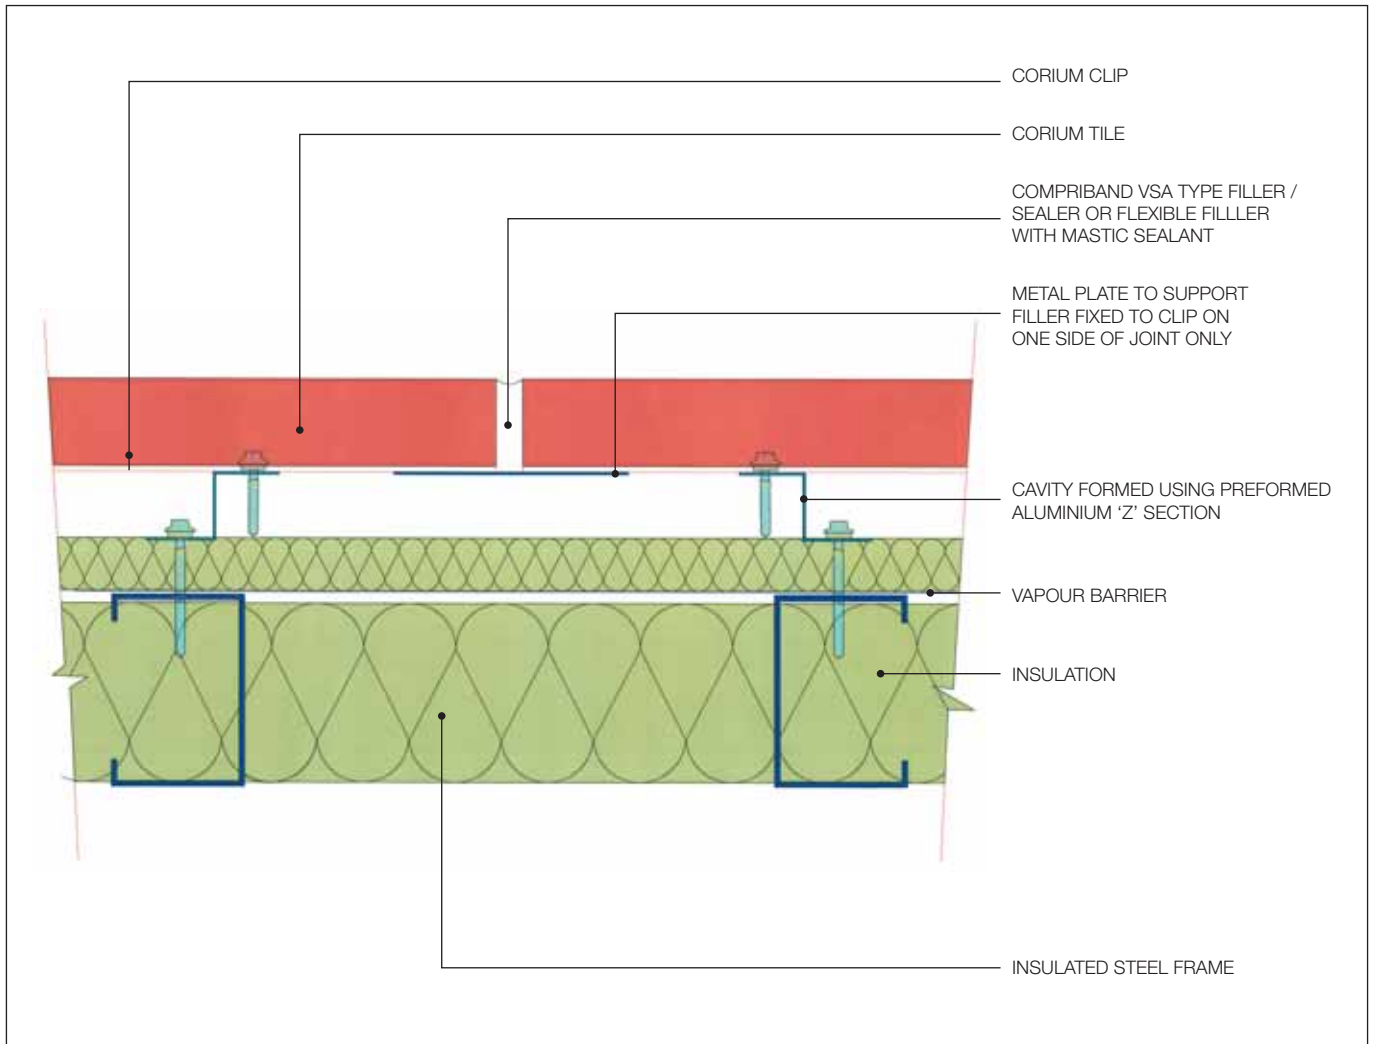 CORIUM CLIP
CORIUM TILE
COMPRIBAND VSA TYPE FILLER /
SEALER OR FLEXIBLE FILLLER
WITH MASTIC SEALANT
METAL PLATE TO SUPPORT
FILLER FIXED TO CLIP ON
ONE SIDE OF JOINT ONLY
CAVITY FORMED USING PREFORMED
ALUMINIUM ‘Z’ SECTION
VAPOUR BARRIER
INSULATION
INSULATED STEEL FRAME